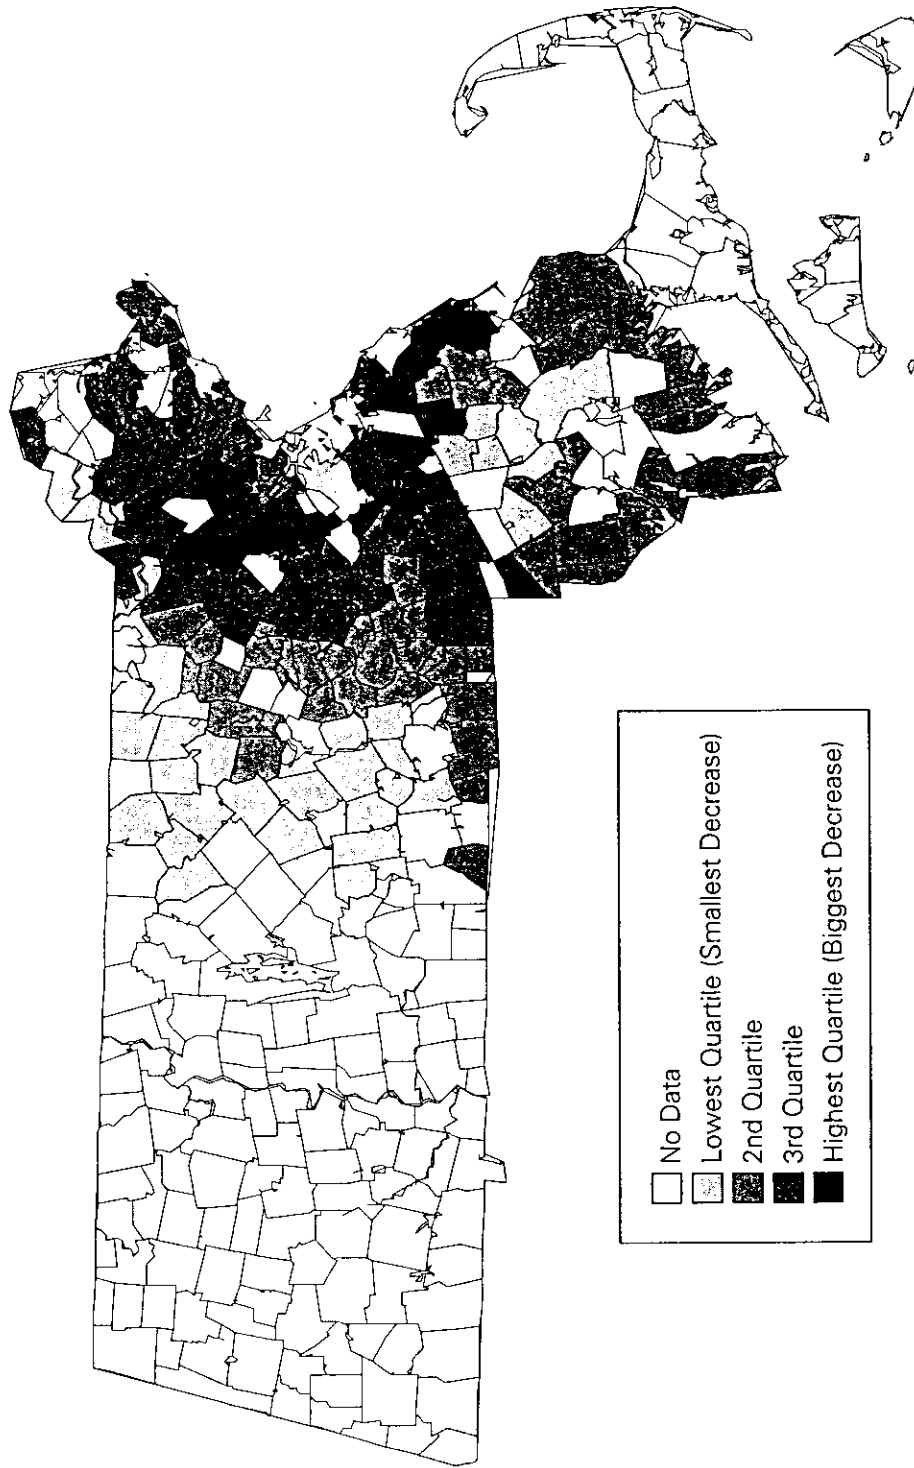 No Data
Lowest Quartile (Smallest Decrease)
2nd Quartile
3rd Quartile
Highest Quartile (Biggest Decrease)